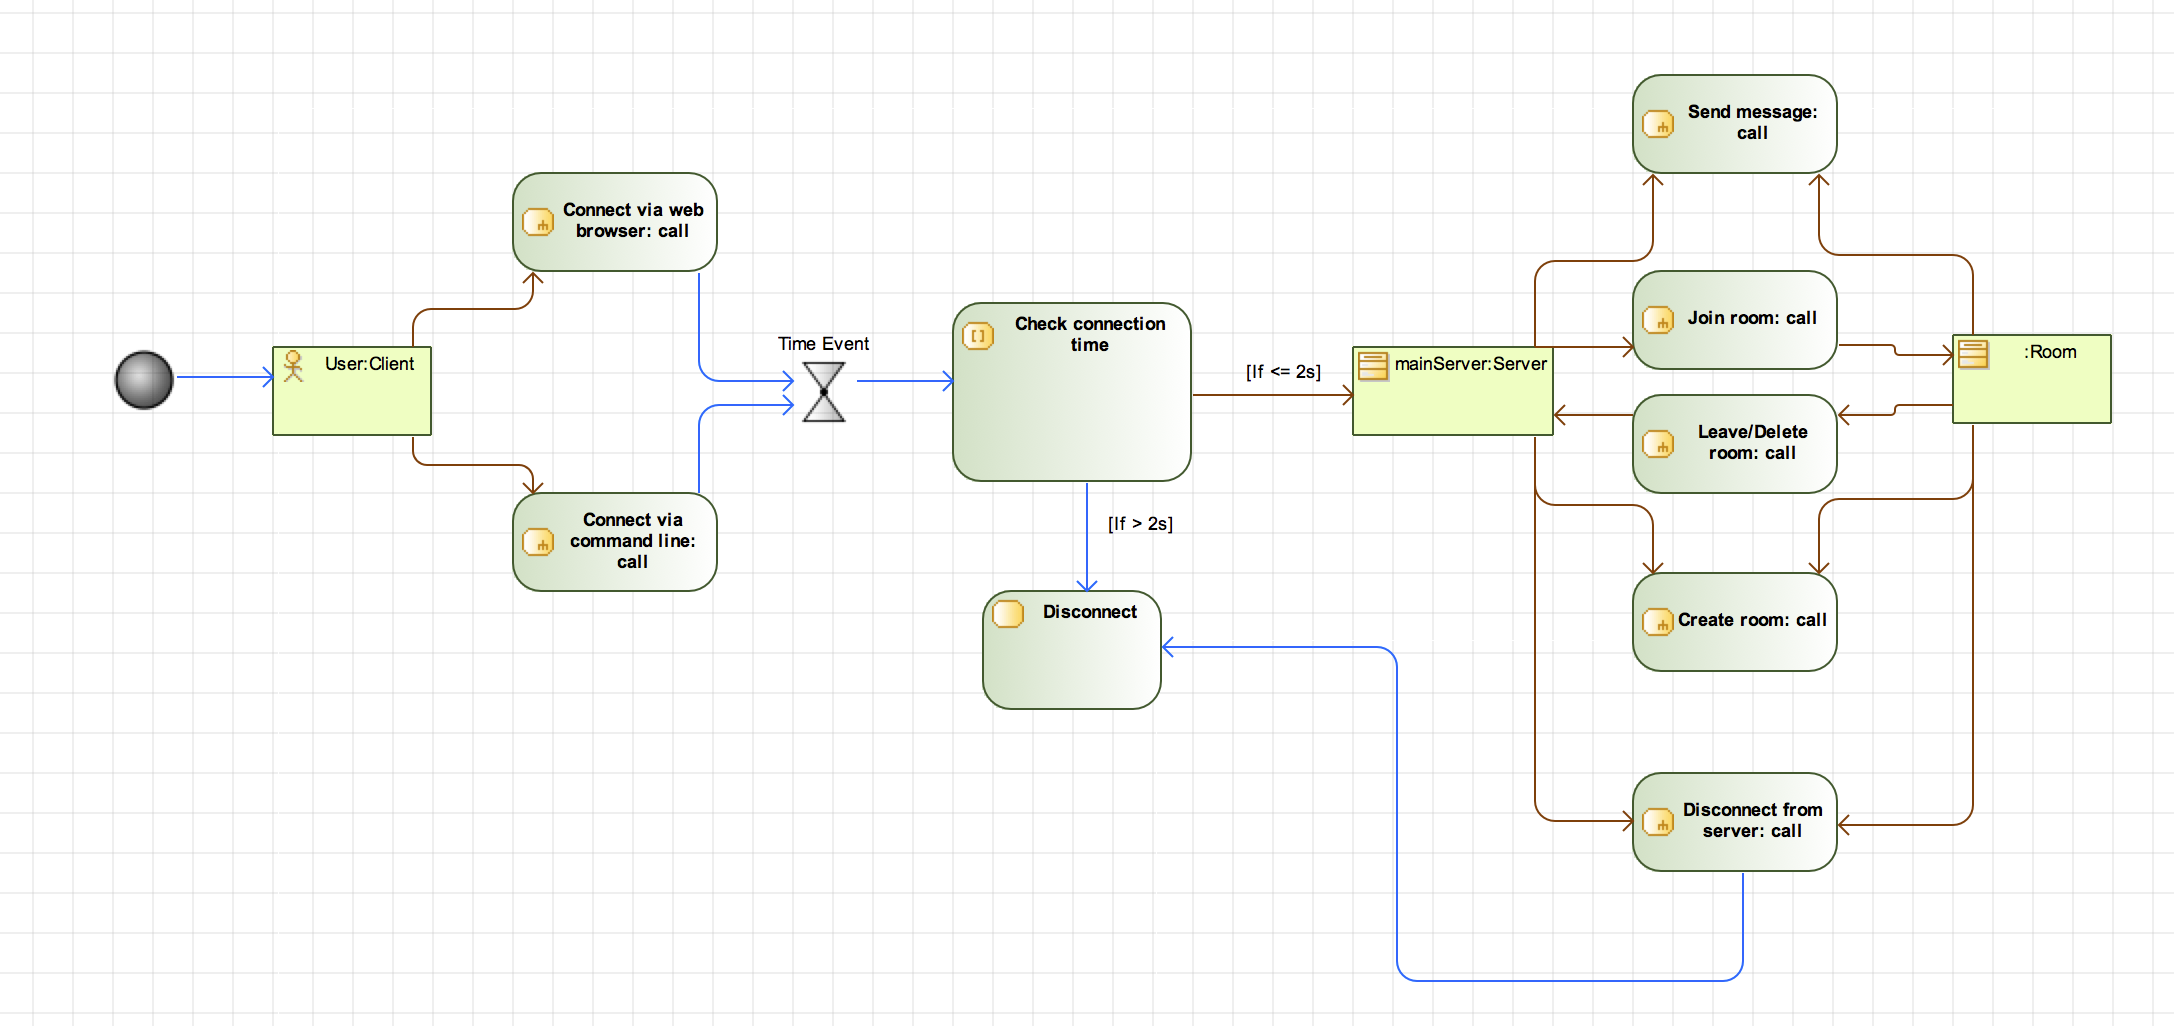 Connect via web
browser: call
User:Client
Connect via
command line:
call
Time Event
Check connection
time
[If <= 2s]
[If > 2s]
Disconnect
mainServer:Server
Send message:
call
Join room: call
Leave/Delete
room: call
:Room
Create room: call
Disconnect from
server: call